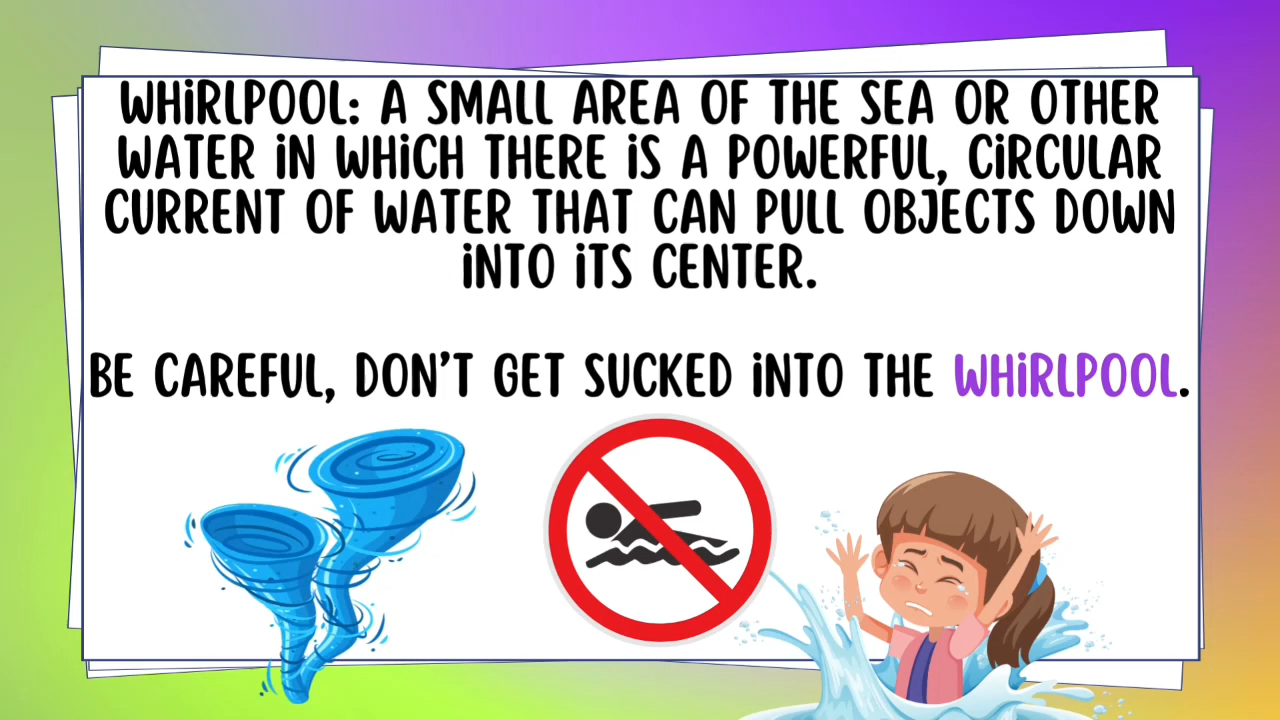 WHIRLPOOL: A SMALL AREA OF THE SEA OR OTHER
WATER IN WHICH THERE IS A POWERFUL, CIRCULAR
CURRENT OF WATER THAT CAN PULL OBJECTS DOWN
INTO ITS CENTER.
BE CAREFUL, DON'T GET SUCKED INTO THE WHIRLPOOL.